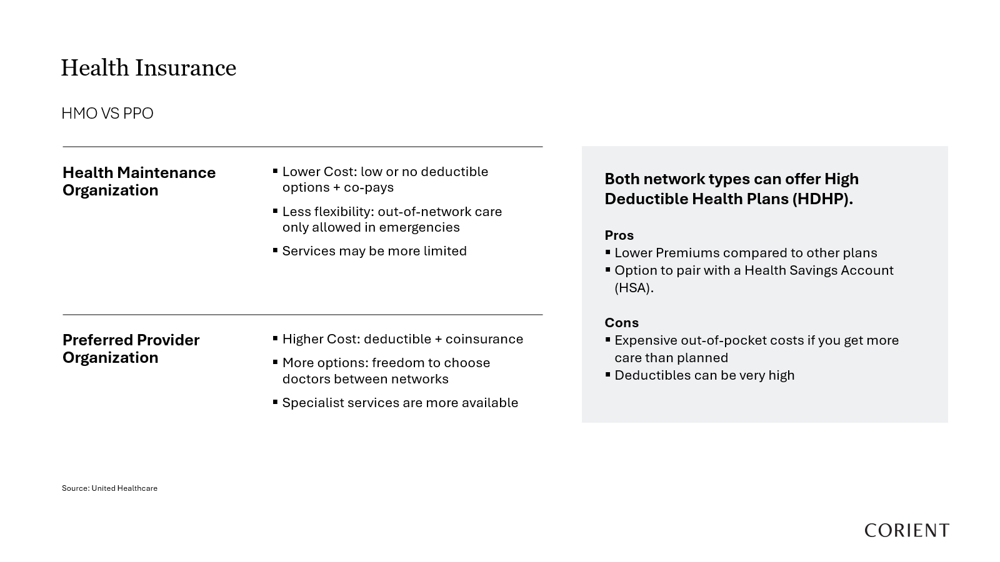 Health Insurance
HMO VS PPO
Health Maintenance
Organization
▪ Lower Cost: low or no deductible
options + co-pays
▪ Less flexibility: out-of-network care
only allowed in emergencies
▪ Services may be more limited
Preferred Provider
Organization
▪ Higher Cost: deductible + coinsurance
▪ More options: freedom to choose
doctors between networks
▪ Specialist services are more available
Both network types can offer High
Deductible Health Plans (HDHP).
Pros
▪ Lower Premiums compared to other plans
▪ Option to pair with a Health Savings Account
(HSA).
Cons
▪ Expensive out-of-pocket costs if you get more
care than planned
▪ Deductibles can be very high
Source: United Healthcare
CORIENT